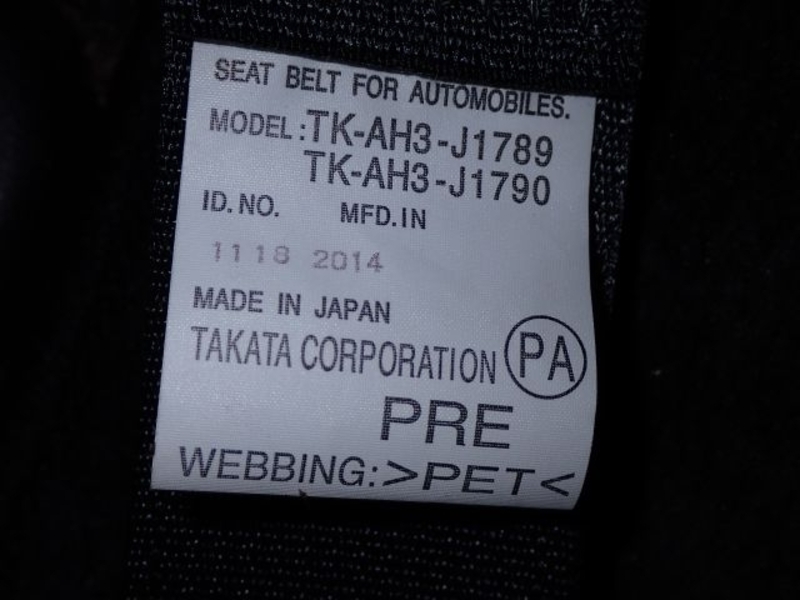 SEAT BELT FOR AUTOMOBILES.
MODEL:TK-AH3-J1789
TK-AH3-J1790
ID.NO. MFD.IN
1118 2014
MADE IN JAPAN
TAKATA CORPORATION PA
PRE
WEBBING:>PET<